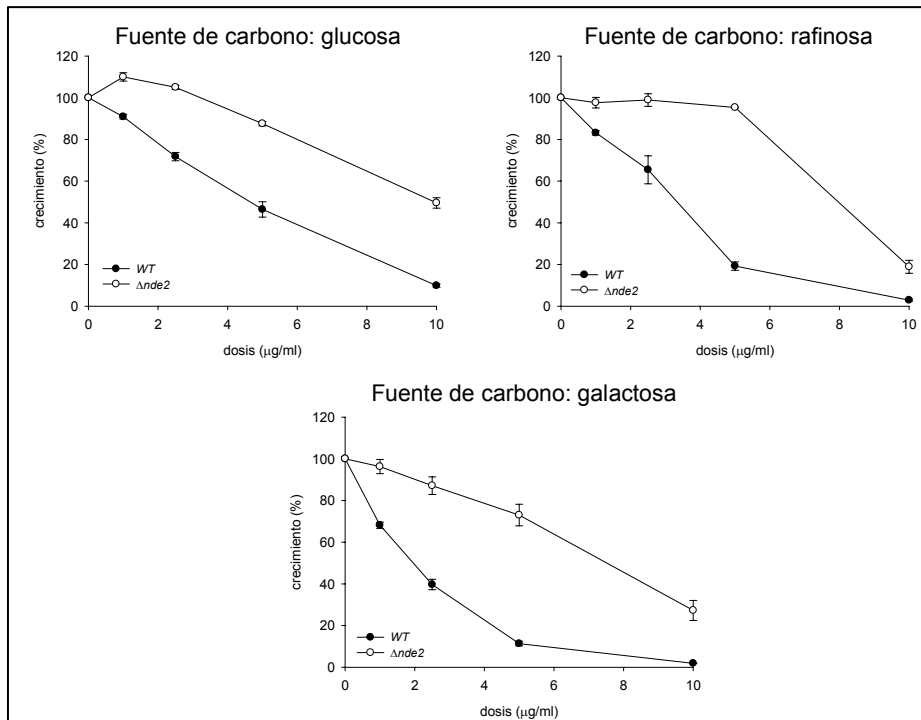 Fuente de carbono: glucosa
120
100
80
60
40
20
0
crecimiento (%)
WT
Δnde2
0 2 4 6 8 10
dosis (μg/ml)
Fuente de carbono: rafinosa
120
100
80
60
40
20
0
crecimiento (%)
WT
Δnde2
0 2 4 6 8 10
dosis (μg/ml)
Fuente de carbono: galactosa
120
100
80
60
40
20
0
crecimiento (%)
WT
Δnde2
0 2 4 6 8 10
dosis (μg/ml)